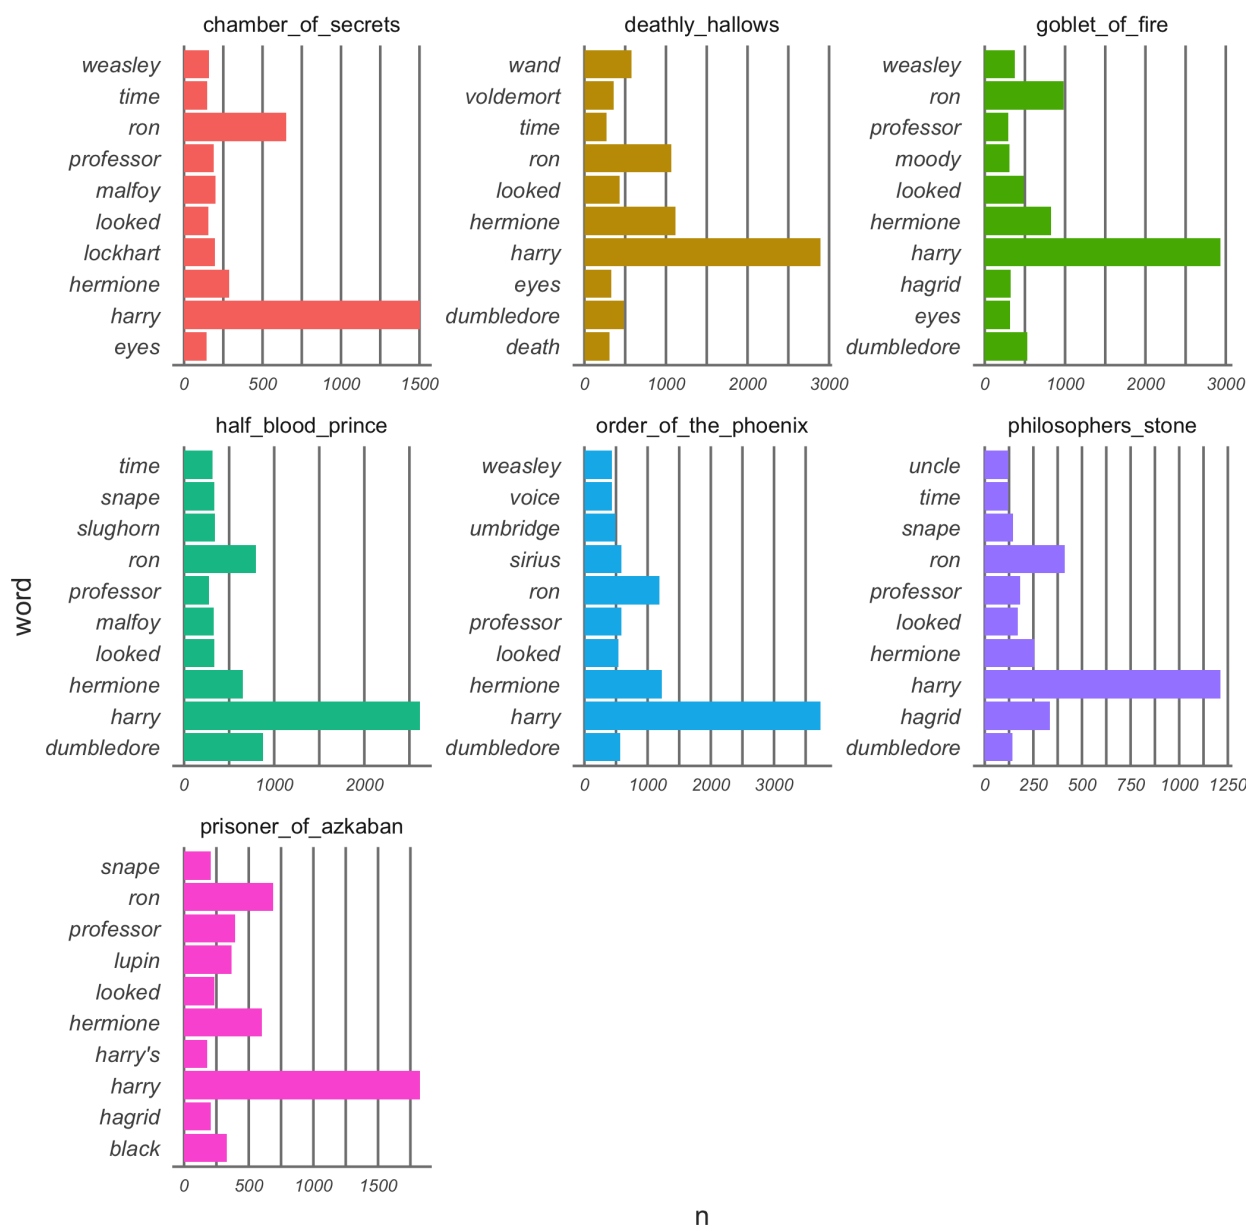 chamber_of_secrets
weasley
time
ron
professor
malfoy
looked
lockhart
hermione
harry
eyes
0 500 1000 1500
deathly_hallows
wand
voldemort
time
ron
looked
hermione
harry
eyes
dumbledore
death
0 1000 2000 3000
goblet_of_fire
weasley
ron
professor
moody
looked
hermione
harry
hagrid
eyes
dumbledore
0 1000 2000 3000
half_blood_prince
time
snape
slughorn
ron
professor
malfoy
looked
hermione
harry
dumbledore
0 1000 2000
order_of_the_phoenix
weasley
voice
umbridge
sirius
ron
professor
looked
hermione
harry
dumbledore
0 1000 2000 3000
philosophers_stone
uncle
time
snape
ron
professor
looked
hermione
harry
hagrid
dumbledore
0 250 500 750 1000 1250
prisoner_of_azkaban
snape
ron
professor
lupin
looked
hermione
harry's
harry
hagrid
black
0 500 1000 1500
word
n